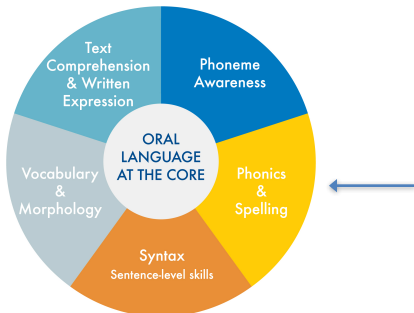 Text
Comprehension
& Written
Expression
Phoneme
Awareness
ORAL
LANGUAGE
AT THE CORE
Vocabulary
&
Morphology
Phonics
&
Spelling
Syntax
Sentence-level skills